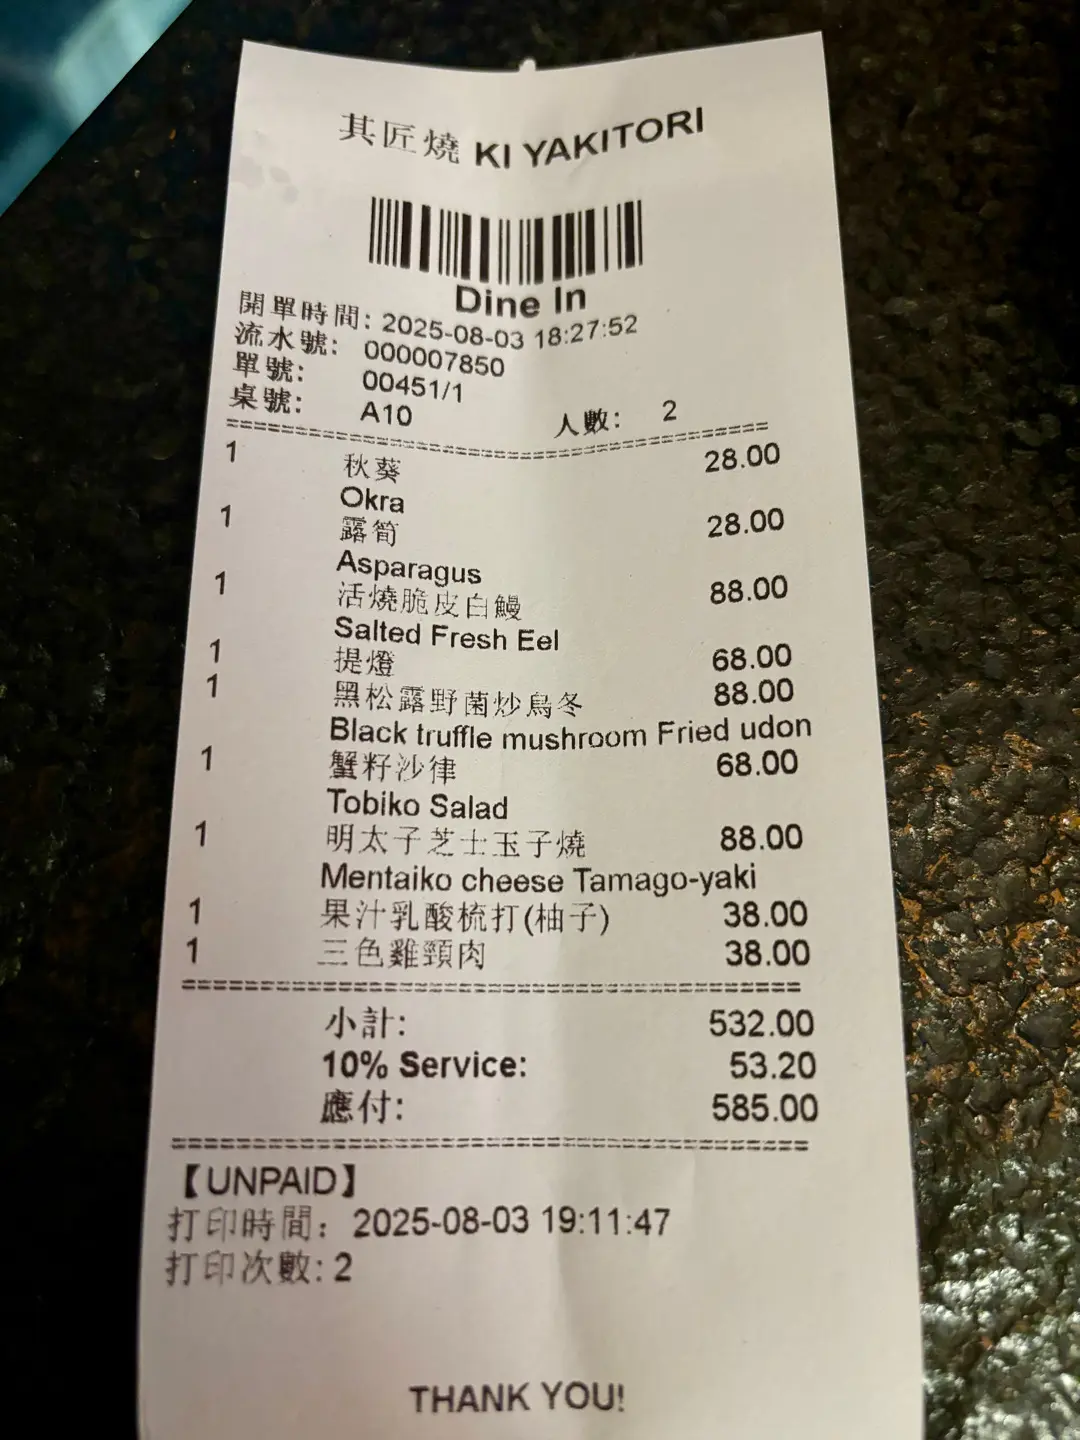 其匠燒 KI YAKITORI
Dine In
開單時間: 2025-08-03 18:27:52
流水號: 000007850
單號: 00451/1
桌號: A10 人數: 2
1 秋葵 28.00
Okra
1 露筍 28.00
Asparagus
1 活燒脆皮白鰻 88.00
Salted Fresh Eel
1 提燈 68.00
1 黑松露野菌炒烏冬 88.00
Black truffle mushroom Fried udon
1 蟹籽沙律 68.00
Tobiko Salad
1 明太子芝士玉子燒 88.00
Mentaiko cheese Tamago-yaki
1 果汁乳酸梳打(柚子) 38.00
1 三色雞頸肉 38.00
小計: 532.00
10% Service: 53.20
應付: 585.00
【UNPAID】
打印時間: 2025-08-03 19:11:47
打印次數: 2
THANK YOU!